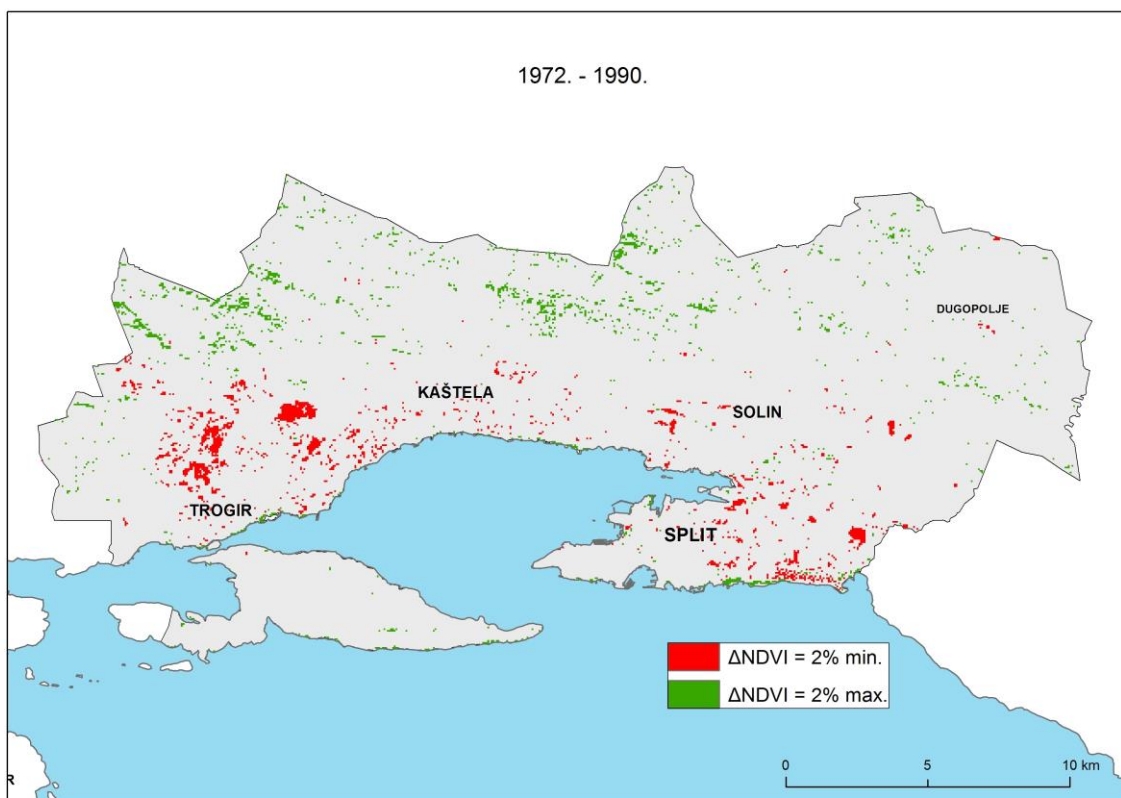 1972. - 1990.
DUGOPOLJE
KAŠTELA
SOLIN
TROGIR
SPLIT
ΔNDVI = 2% min.
ΔNDVI = 2% max.
0 5 10 km
R